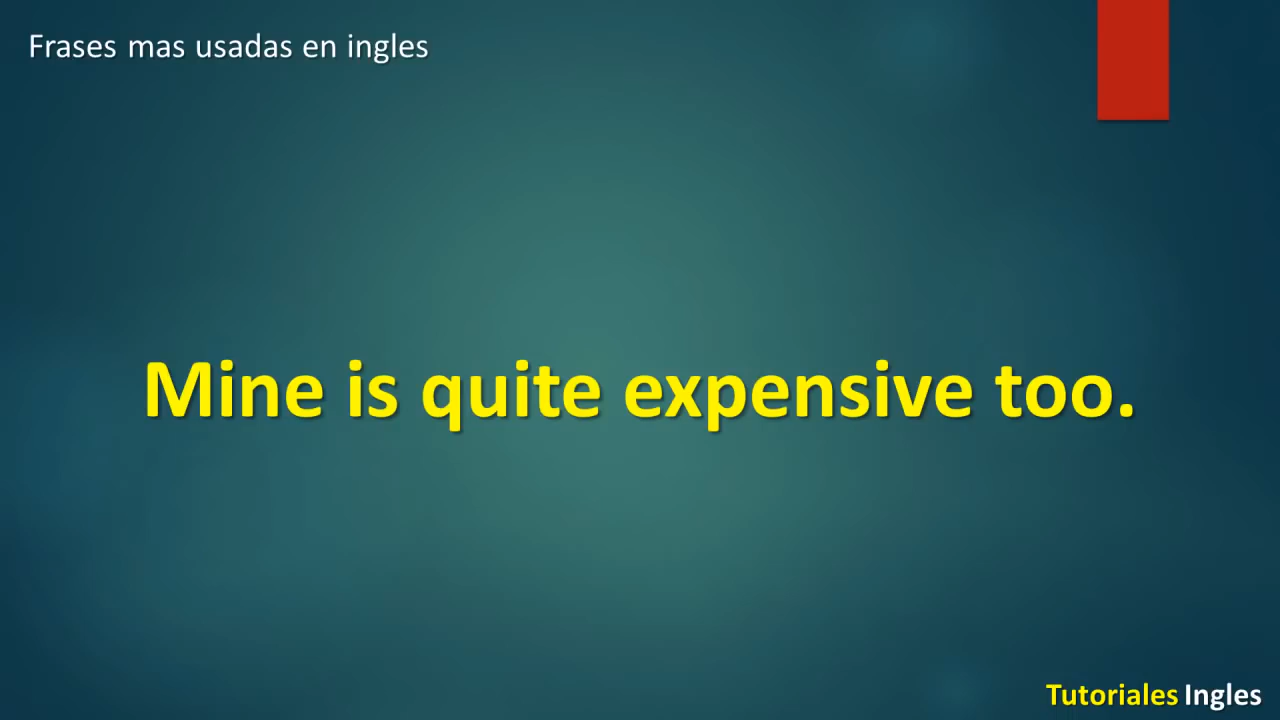 Frases mas usadas en ingles
Mine is quite expensive too.
Tutoriales Ingles